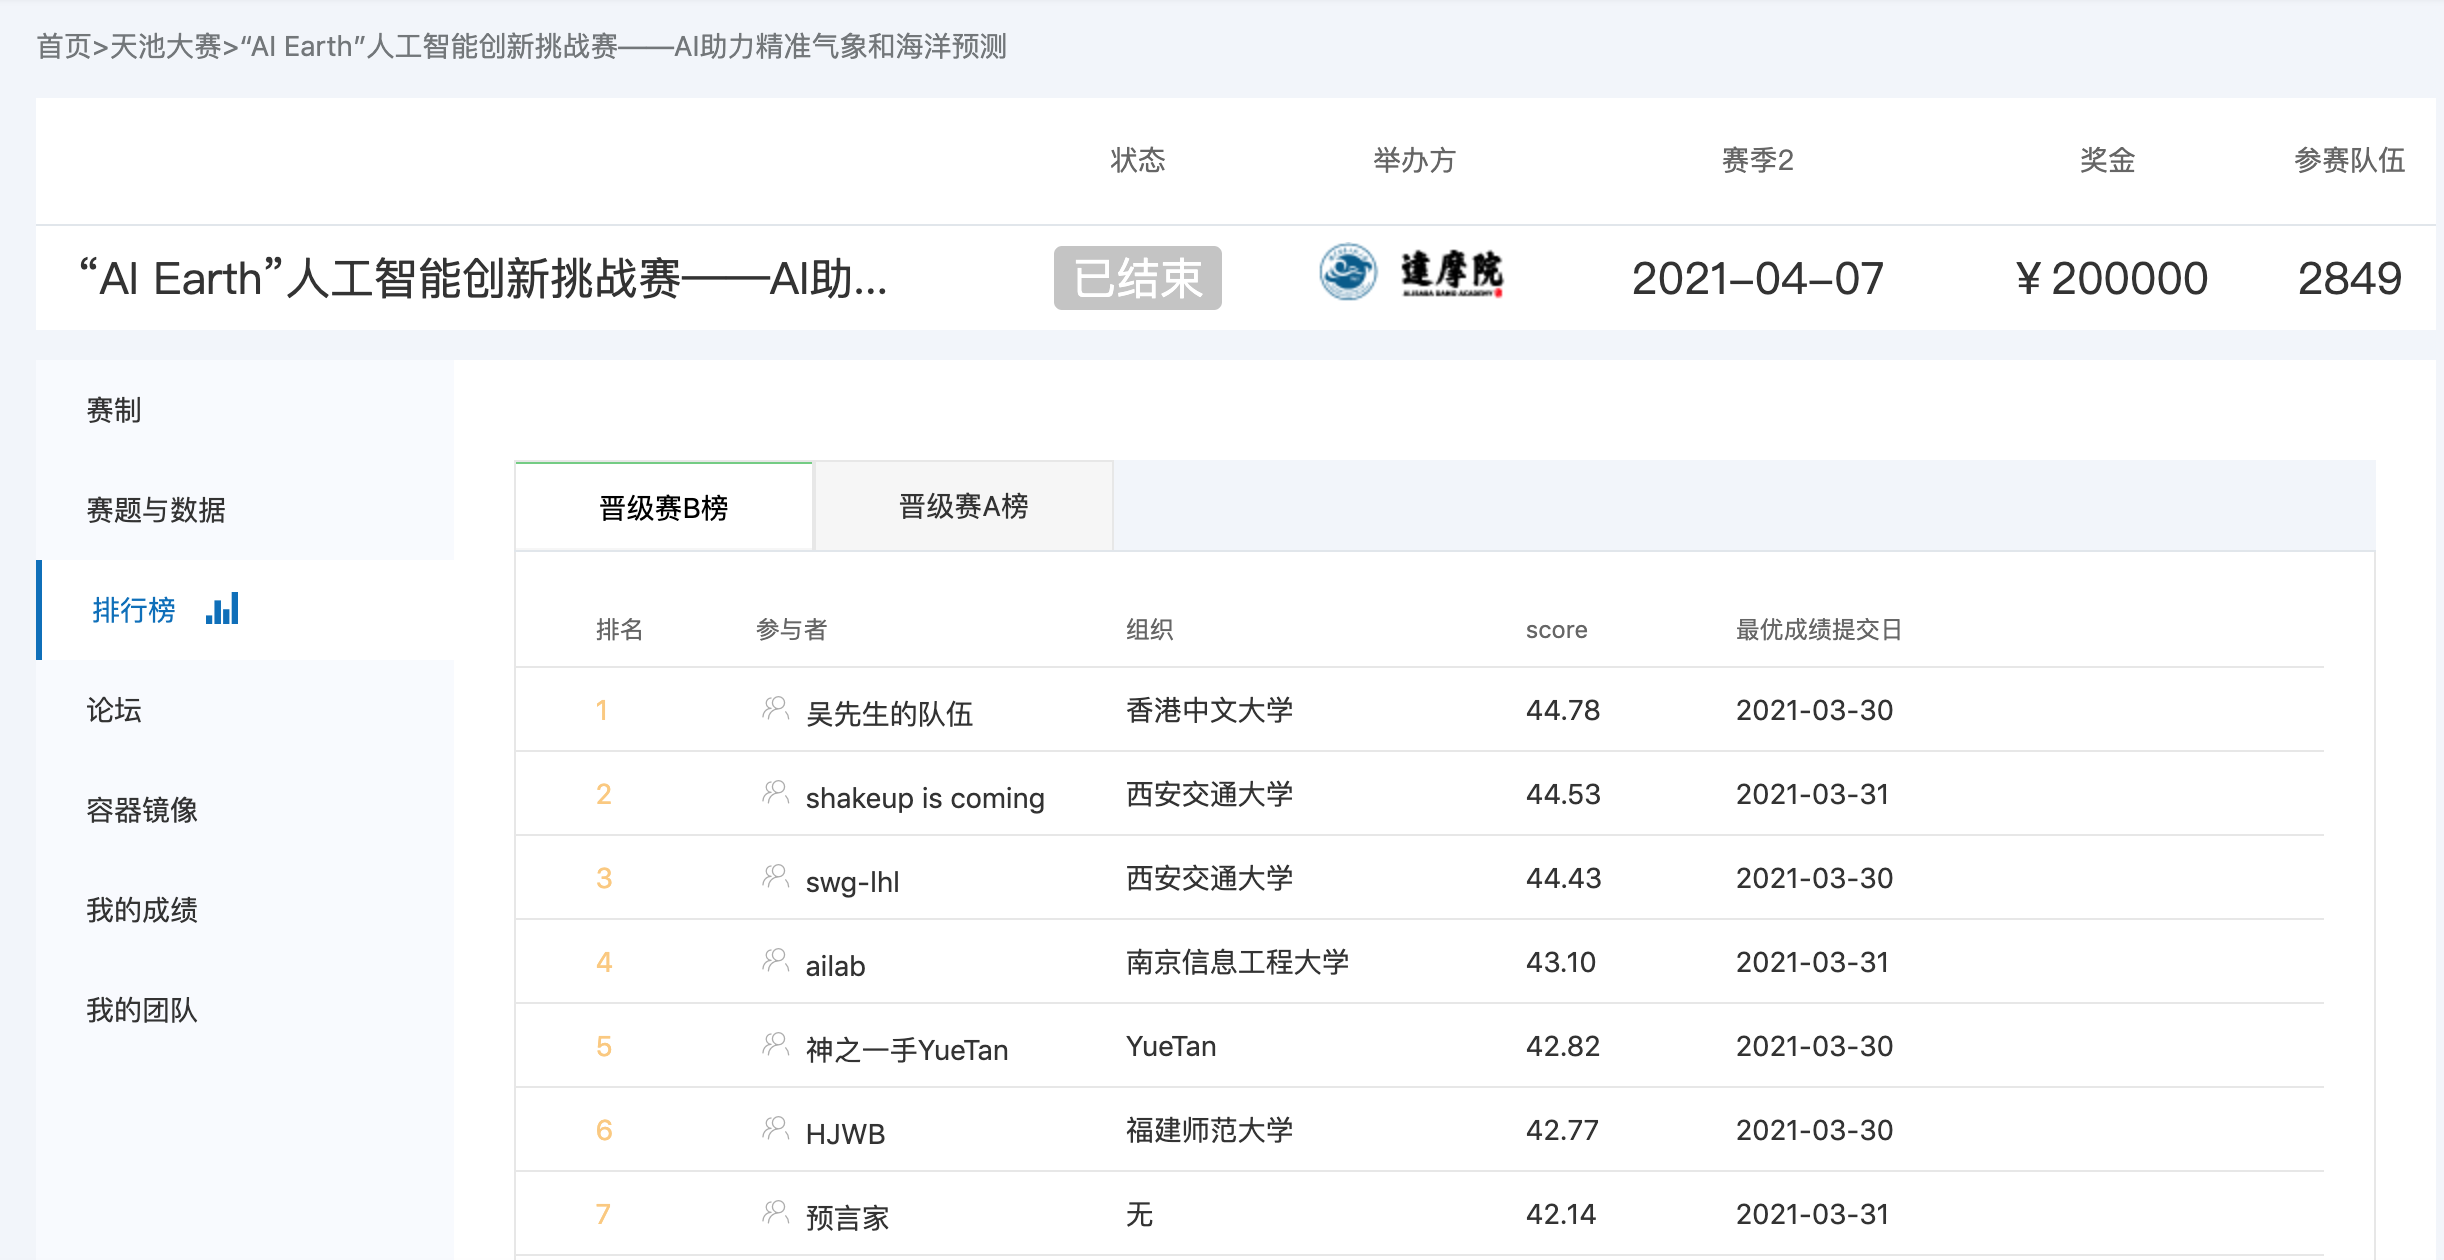 首页>天池大赛>“AI Earth”人工智能创新挑战赛——AI助力精准气象和海洋预测
状态 举办方 赛季2 奖金 参赛队伍
“AI Earth”人工智能创新挑战赛——AI助... 已结束 達摩院 2021-04-07 ¥ 200000 2849
赛制
赛题与数据
排行榜
论坛
容器镜像
我的成绩
我的团队
晋级赛B榜 晋级赛A榜
排名 参与者 组织 score 最优成绩提交日
1 吴先生的队伍 香港中文大学 44.78 2021-03-30
2 shakeup is coming 西安交通大学 44.53 2021-03-31
3 swg-lhl 西安交通大学 44.43 2021-03-30
4 ailab 南京信息工程大学 43.10 2021-03-31
5 神之一手YueTan YueTan 42.82 2021-03-30
6 HJWB 福建师范大学 42.77 2021-03-30
7 预言家 无 42.14 2021-03-31